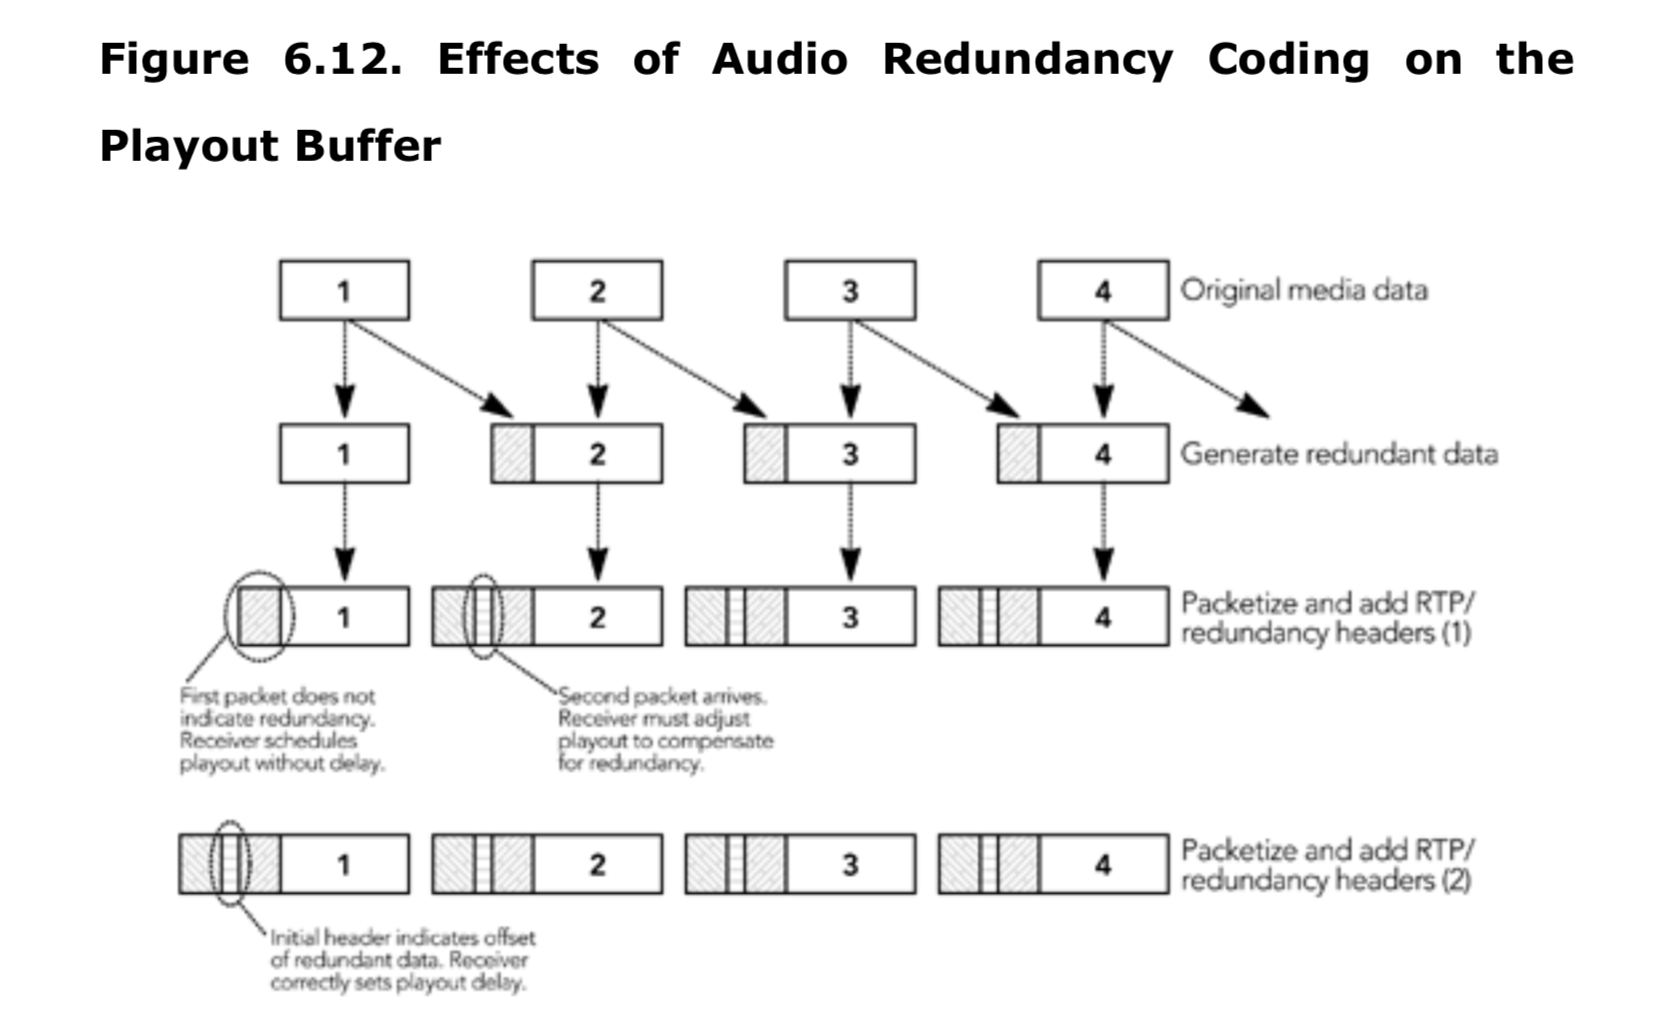 Figure 6.12. Effects of Audio Redundancy Coding on the
Playout Buffer
1 2 3 4 Original media data
1 2 3 4 Generate redundant data
1 2 3 4 Packetize and add RTP/
redundancy headers (1)
First packet does not
indicate redundancy.
Receiver schedules
playout without delay.
Second packet arrives.
Receiver must adjust
playout to compensate
for redundancy.
1 2 3 4 Packetize and add RTP/
redundancy headers (2)
Initial header indicates offset
of redundant data. Receiver
correctly sets playout delay.